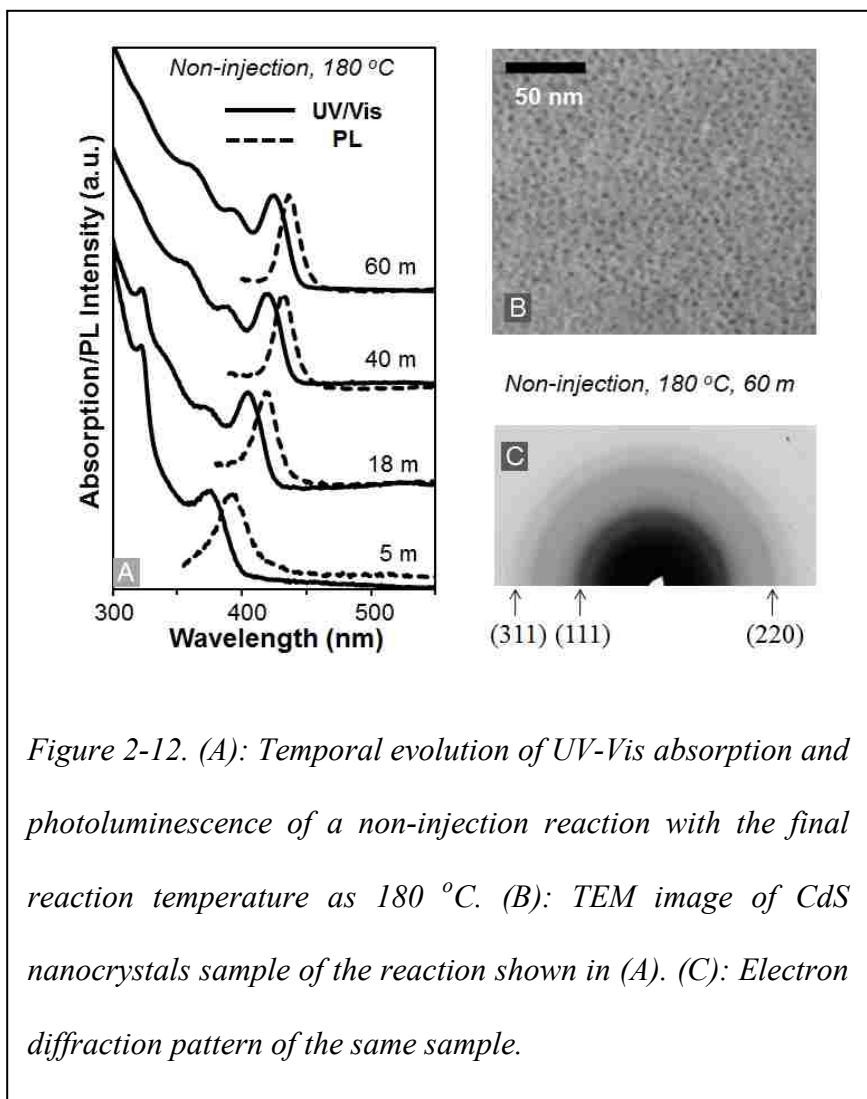 Non-injection, 180 °C
UV/Vis
PL
Absorption/PL Intensity (a.u.)
60 m
40 m
18 m
5 m
A
300 400 500
Wavelength (nm)
50 nm
B
Non-injection, 180 °C, 60 m
C
(311) (111) (220)
Figure 2-12. (A): Temporal evolution of UV-Vis absorption and
photoluminescence of a non-injection reaction with the final
reaction temperature as 180 °C. (B): TEM image of CdS
nanocrystals sample of the reaction shown in (A). (C): Electron
diffraction pattern of the same sample.